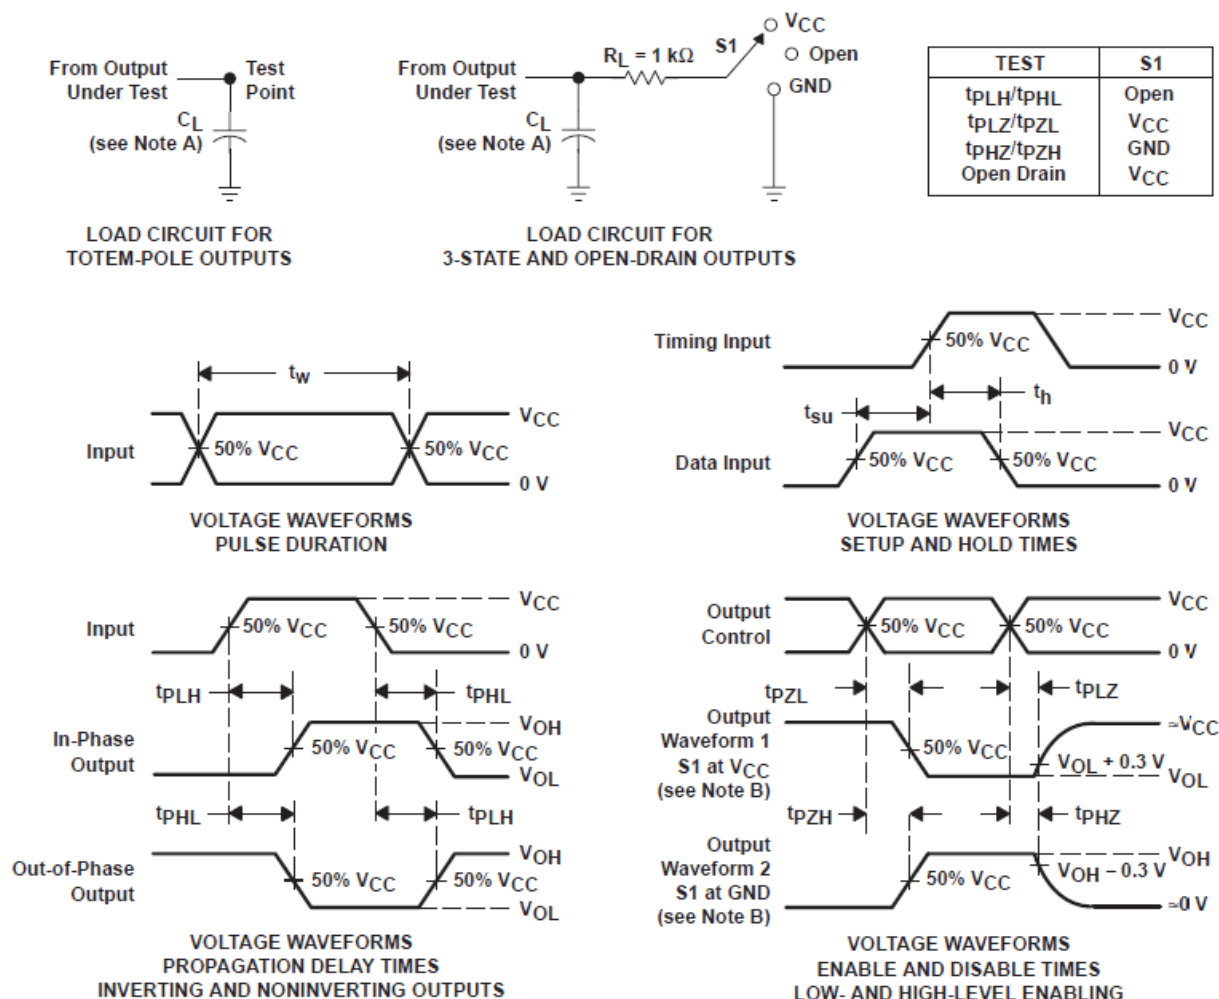 From Output
Under Test
Test
Point
CL
(see Note A)
LOAD CIRCUIT FOR
TOTEM-POLE OUTPUTS
From Output
Under Test
RL = 1 kΩ
S1
VCC
Open
GND
CL
(see Note A)
LOAD CIRCUIT FOR
3-STATE AND OPEN-DRAIN OUTPUTS
TEST S1
tPLH/tPHL Open
tPLZ/tPZL VCC
tPHZ/tPZH GND
Open Drain VCC
tw
Input
50% VCC
50% VCC
VCC
0 V
VOLTAGE WAVEFORMS
PULSE DURATION
Timing Input
50% VCC
VCC
0 V
tsu
th
Data Input
50% VCC
50% VCC
VCC
0 V
VOLTAGE WAVEFORMS
SETUP AND HOLD TIMES
Input
50% VCC
50% VCC
VCC
0 V
tPLH
tPHL
In-Phase
Output
50% VCC
50% VCC
VOH
VOL
tPHL
tPLH
Out-of-Phase
Output
50% VCC
50% VCC
VOH
VOL
VOLTAGE WAVEFORMS
PROPAGATION DELAY TIMES
INVERTING AND NONINVERTING OUTPUTS
Output
Control
50% VCC
50% VCC
VCC
0 V
tPZL
tPLZ
Output
Waveform 1
S1 at VCC
(see Note B)
50% VCC
≈VCC
VOL + 0.3 V
VOL
tPZH
tPHZ
Output
Waveform 2
S1 at GND
(see Note B)
50% VCC
VOH
VOH − 0.3 V
≈0 V
VOLTAGE WAVEFORMS
ENABLE AND DISABLE TIMES
LOW- AND HIGH-LEVEL ENABLING